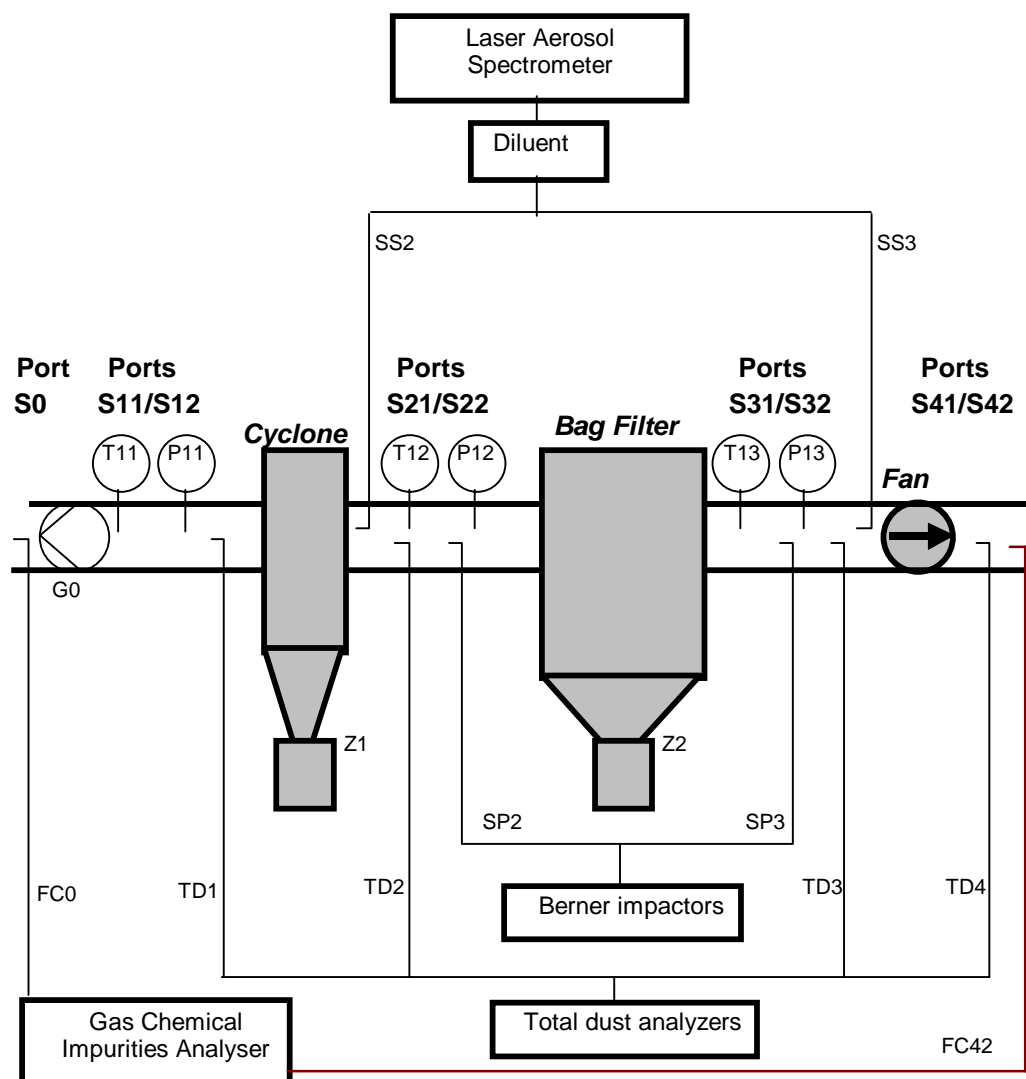 Laser Aerosol
Spectrometer
Diluent
SS2
SS3
Port
S0
Ports
S11/S12
Ports
S21/S22
Ports
S31/S32
Ports
S41/S42
Cyclone
Bag Filter
Fan
T11
P11
T12
P12
T13
P13
G0
Z1
Z2
SP2
SP3
FC0
TD1
TD2
TD3
TD4
Berner impactors
Total dust analyzers
Gas Chemical
Impurities Analyser
FC42